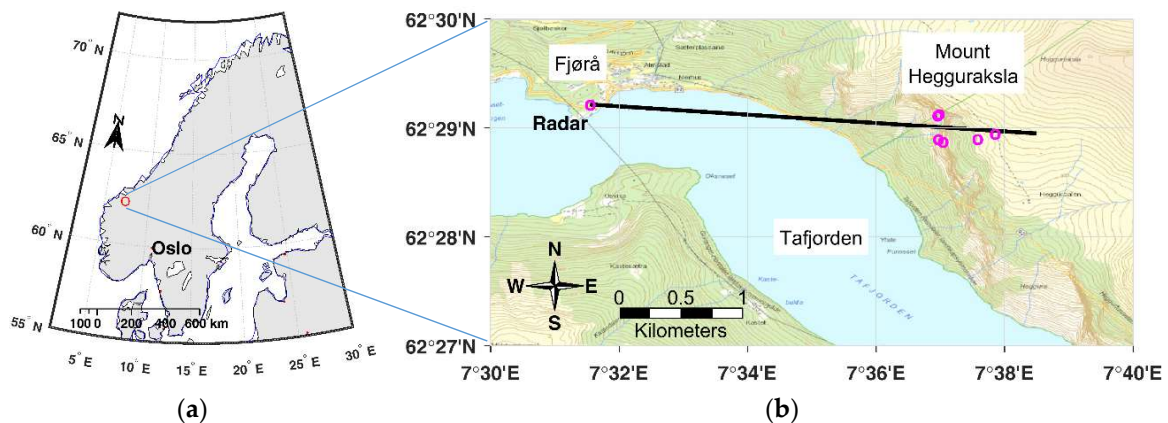 70° N
65° N
60° N
55° N
N
Oslo
100 0 200 400 600 km
5° E
10° E
15° E
20° E
25° E
30° E
(a)
62°30'N
62°29'N
62°28'N
62°27'N
Fjørå
Mount
Hegguraksla
Radar
Tafjorden
TAFJORDEN
N
W E
S
0 0.5 1
Kilometers
7°30'E
7°32'E
7°34'E
7°36'E
7°38'E
7°40'E
(b)